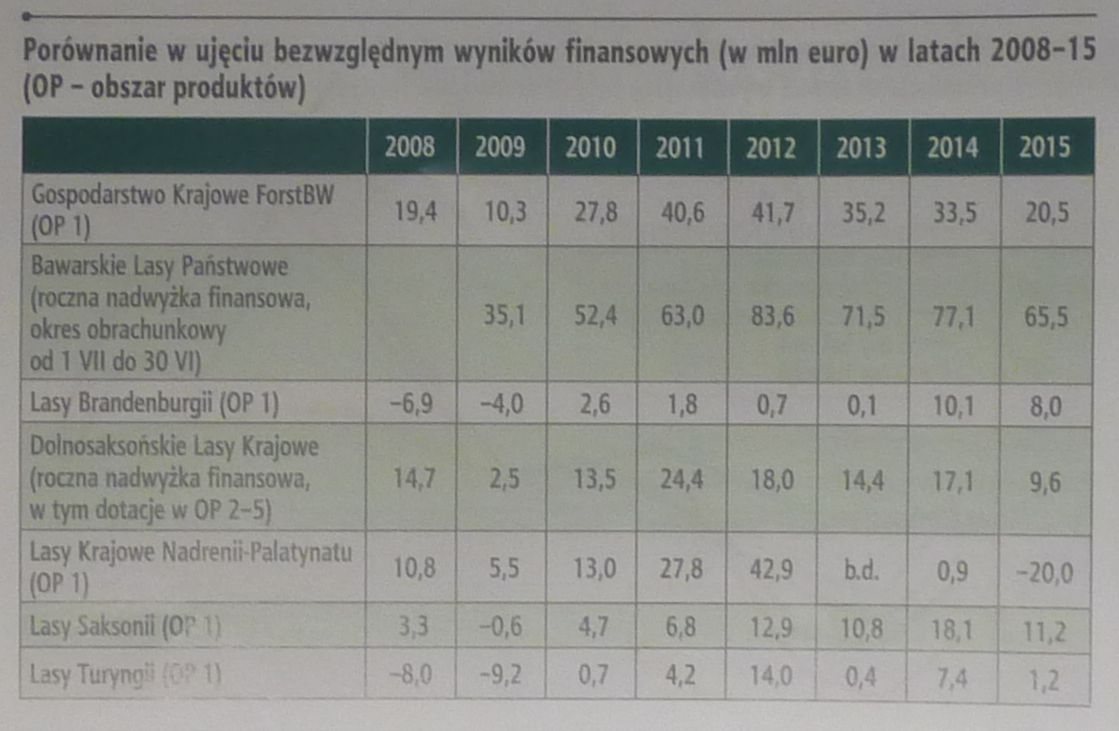 Porównanie w ujęciu bezwzględnym wyników finansowych (w mln euro) w latach 2008–15
(OP – obszar produktów)
2008 2009 2010 2011 2012 2013 2014 2015
Gospodarstwo Krajowe ForstBW
(OP 1)
19,4 10,3 27,8 40,6 41,7 35,2 33,5 20,5
Bawarskie Lasy Państwowe
(roczna nadwyżka finansowa,
okres obrachunkowy
od 1 VII do 30 VI)
35,1 52,4 63,0 83,6 71,5 77,1 65,5
Lasy Brandenburgii (OP 1) –6,9 –4,0 2,6 1,8 0,7 0,1 10,1 8,0
Dolnosaksońskie Lasy Krajowe
(roczna nadwyżka finansowa,
w tym dotacje w OP 2–5)
14,7 2,5 13,5 24,4 18,0 14,4 17,1 9,6
Lasy Krajowe Nadrenii-Palatynatu
(OP 1)
10,8 5,5 13,0 27,8 42,9 b.d. 0,9 –20,0
Lasy Saksonii (OP 1) 3,3 –0,6 4,7 6,8 12,9 10,8 18,1 11,2
Lasy Turyngii (OP 1) –8,0 –9,2 0,7 4,2 14,0 0,4 7,4 1,2